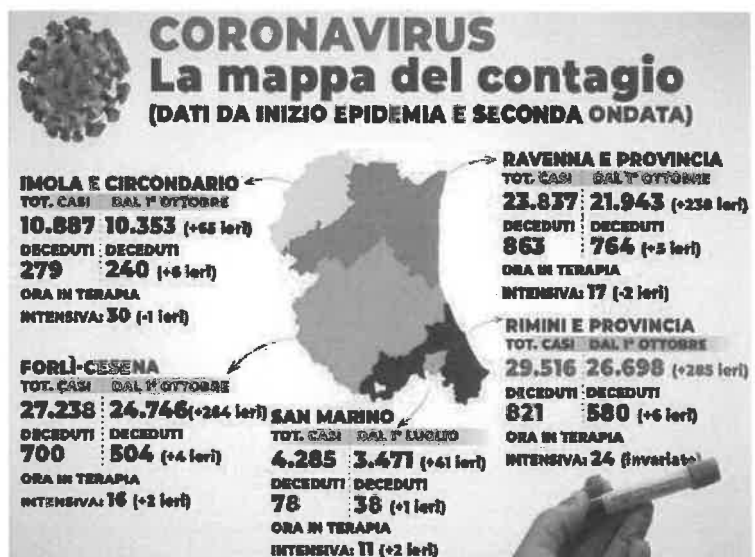 CORONAVIRUS
La mappa del contagio
(DATI DA INIZIO EPIDEMIA E SECONDA ONDATA)
IMOLA E CIRCONDARIO
TOT. CASI DAL 1° OTTOBRE
10.887 10.353 (+65 ieri)
DECEDUTI DECEDUTI
279 240 (+6 ieri)
ORA IN TERAPIA
INTENSIVA: 30 (-1 ieri)
RAVENNA E PROVINCIA
TOT. CASI DAL 1° OTTOBRE
23.837 21.943 (+238 ieri)
DECEDUTI DECEDUTI
863 764 (+5 ieri)
ORA IN TERAPIA
INTENSIVA: 17 (-2 ieri)
FORLÌ-CESENA
TOT. CASI DAL 1° OTTOBRE
27.238 24.746 (+264 ieri)
DECEDUTI DECEDUTI
700 504 (+4 ieri)
ORA IN TERAPIA
INTENSIVA: 16 (+2 ieri)
SAN MARINO
TOT. CASI DAL 1° LUGLIO
4.285 3.471 (+41 ieri)
DECEDUTI DECEDUTI
78 38 (+1 ieri)
ORA IN TERAPIA
INTENSIVA: 11 (+2 ieri)
RIMINI E PROVINCIA
TOT. CASI DAL 1° OTTOBRE
29.516 26.698 (+285 ieri)
DECEDUTI DECEDUTI
821 580 (+6 ieri)
ORA IN TERAPIA
INTENSIVA: 24 (invariato)